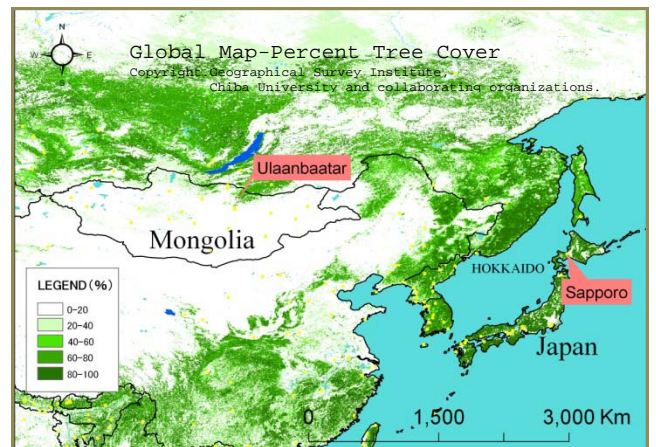 N
W E
S
Global Map-Percent Tree Cover
Copyright.Geographical Survey Institute,
Chiba University and collaborating organizations.
Ulaanbaatar
Mongolia
HOKKAIDO
Sapporo
Japan
LEGEND(%)
0-20
20-40
40-60
60-80
80-100
0 1,500 3,000 Km